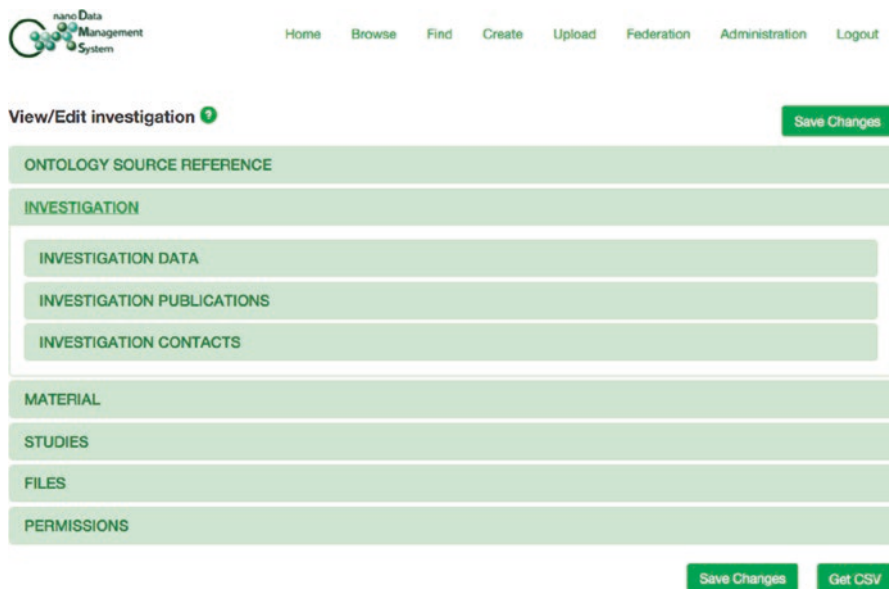 nano Data
Management
System
Home Browse Find Create Upload Federation Administration Logout
View/Edit investigation ?
Save Changes
ONTOLOGY SOURCE REFERENCE
INVESTIGATION
INVESTIGATION DATA
INVESTIGATION PUBLICATIONS
INVESTIGATION CONTACTS
MATERIAL
STUDIES
FILES
PERMISSIONS
Save Changes Get CSV